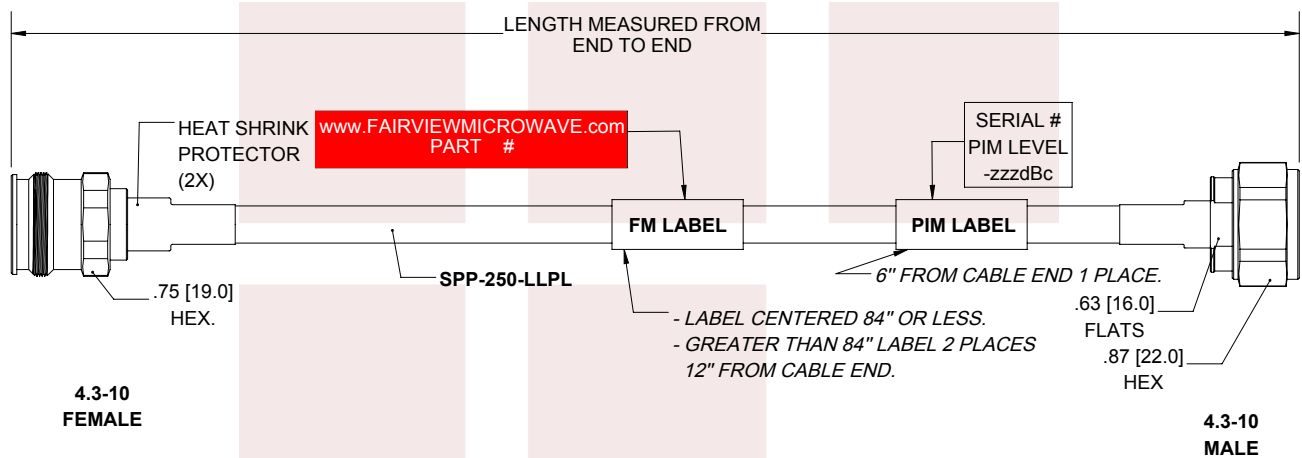 LENGTH MEASURED FROM
END TO END
HEAT SHRINK
PROTECTOR
(2X)
www.FAIRVIEWMICROWAVE.com
PART #
SERIAL #
PIM LEVEL
-zzzdBc
FM LABEL
PIM LABEL
SPP-250-LLPL
6" FROM CABLE END 1 PLACE.
.75 [19.0]
HEX.
- LABEL CENTERED 84" OR LESS.
- GREATER THAN 84" LABEL 2 PLACES
12" FROM CABLE END.
.63 [16.0]
FLATS
.87 [22.0]
HEX
4.3-10
FEMALE
4.3-10
MALE